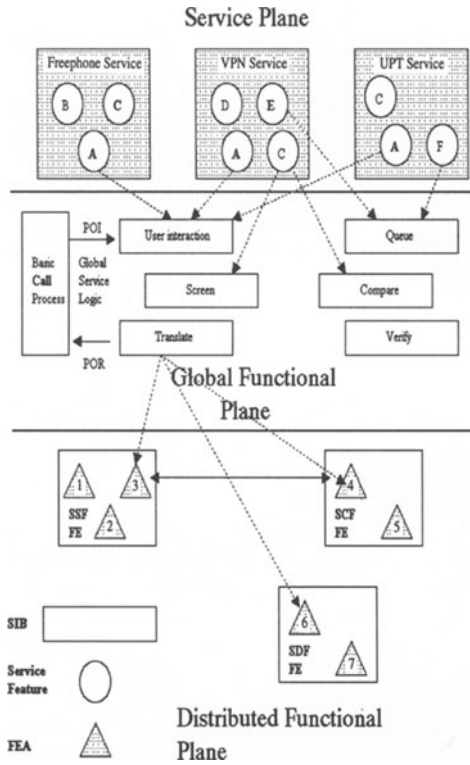 Service Plane
Freephone Service
VPN Service
UPT Service
B
C
A
D
E
A
C
C
A
F
Basic
Call
Process
POI
Global
Service
Logic
POR
User interaction
Queue
Screen
Compare
Translate
Verify
Global Functional
Plane
1
3
2
SSF
FE
4
5
SCF
FE
6
7
SDF
FE
SIB
Service
Feature
FEA
Distributed Functional
Plane